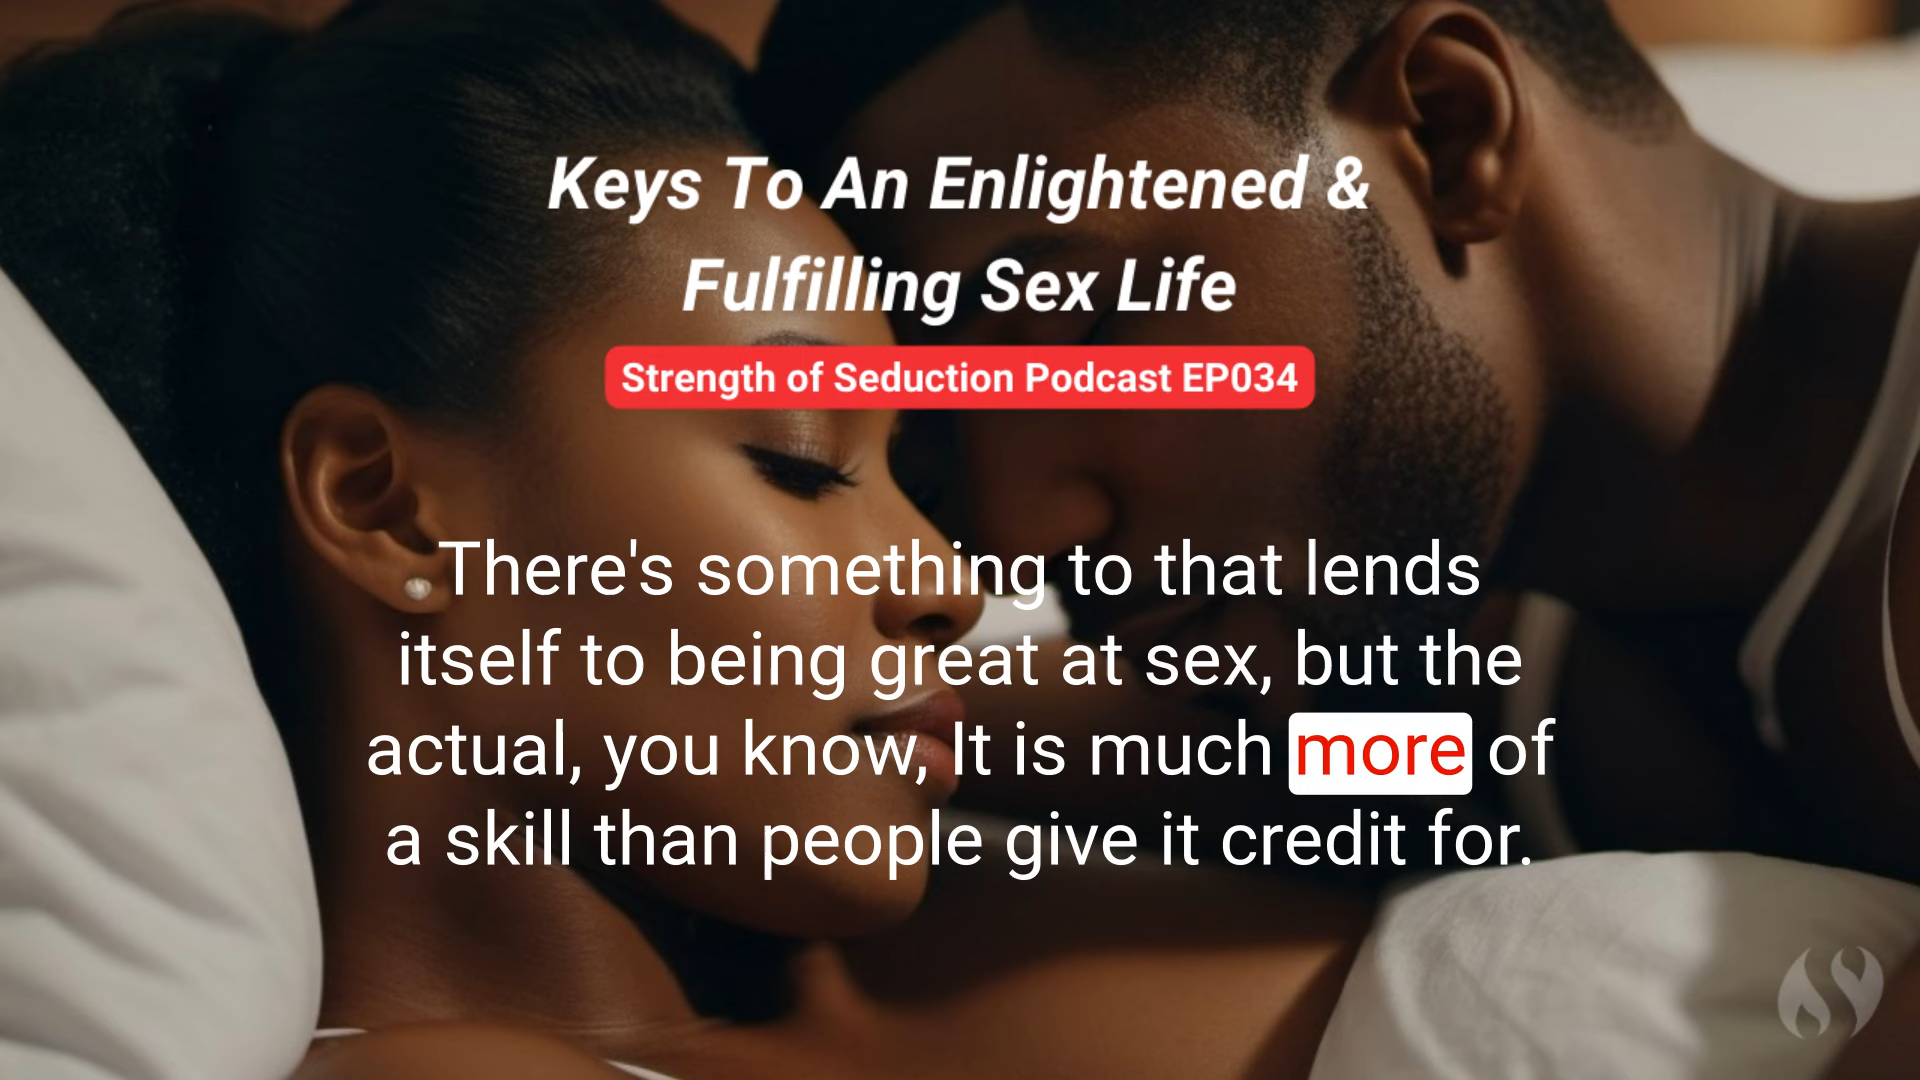 Keys To An Enlightened &
Fulfilling Sex Life
Strength of Seduction Podcast EP034
There's something to that lends
itself to being great at sex, but the
actual, you know, It is much more of
a skill than people give it credit for.